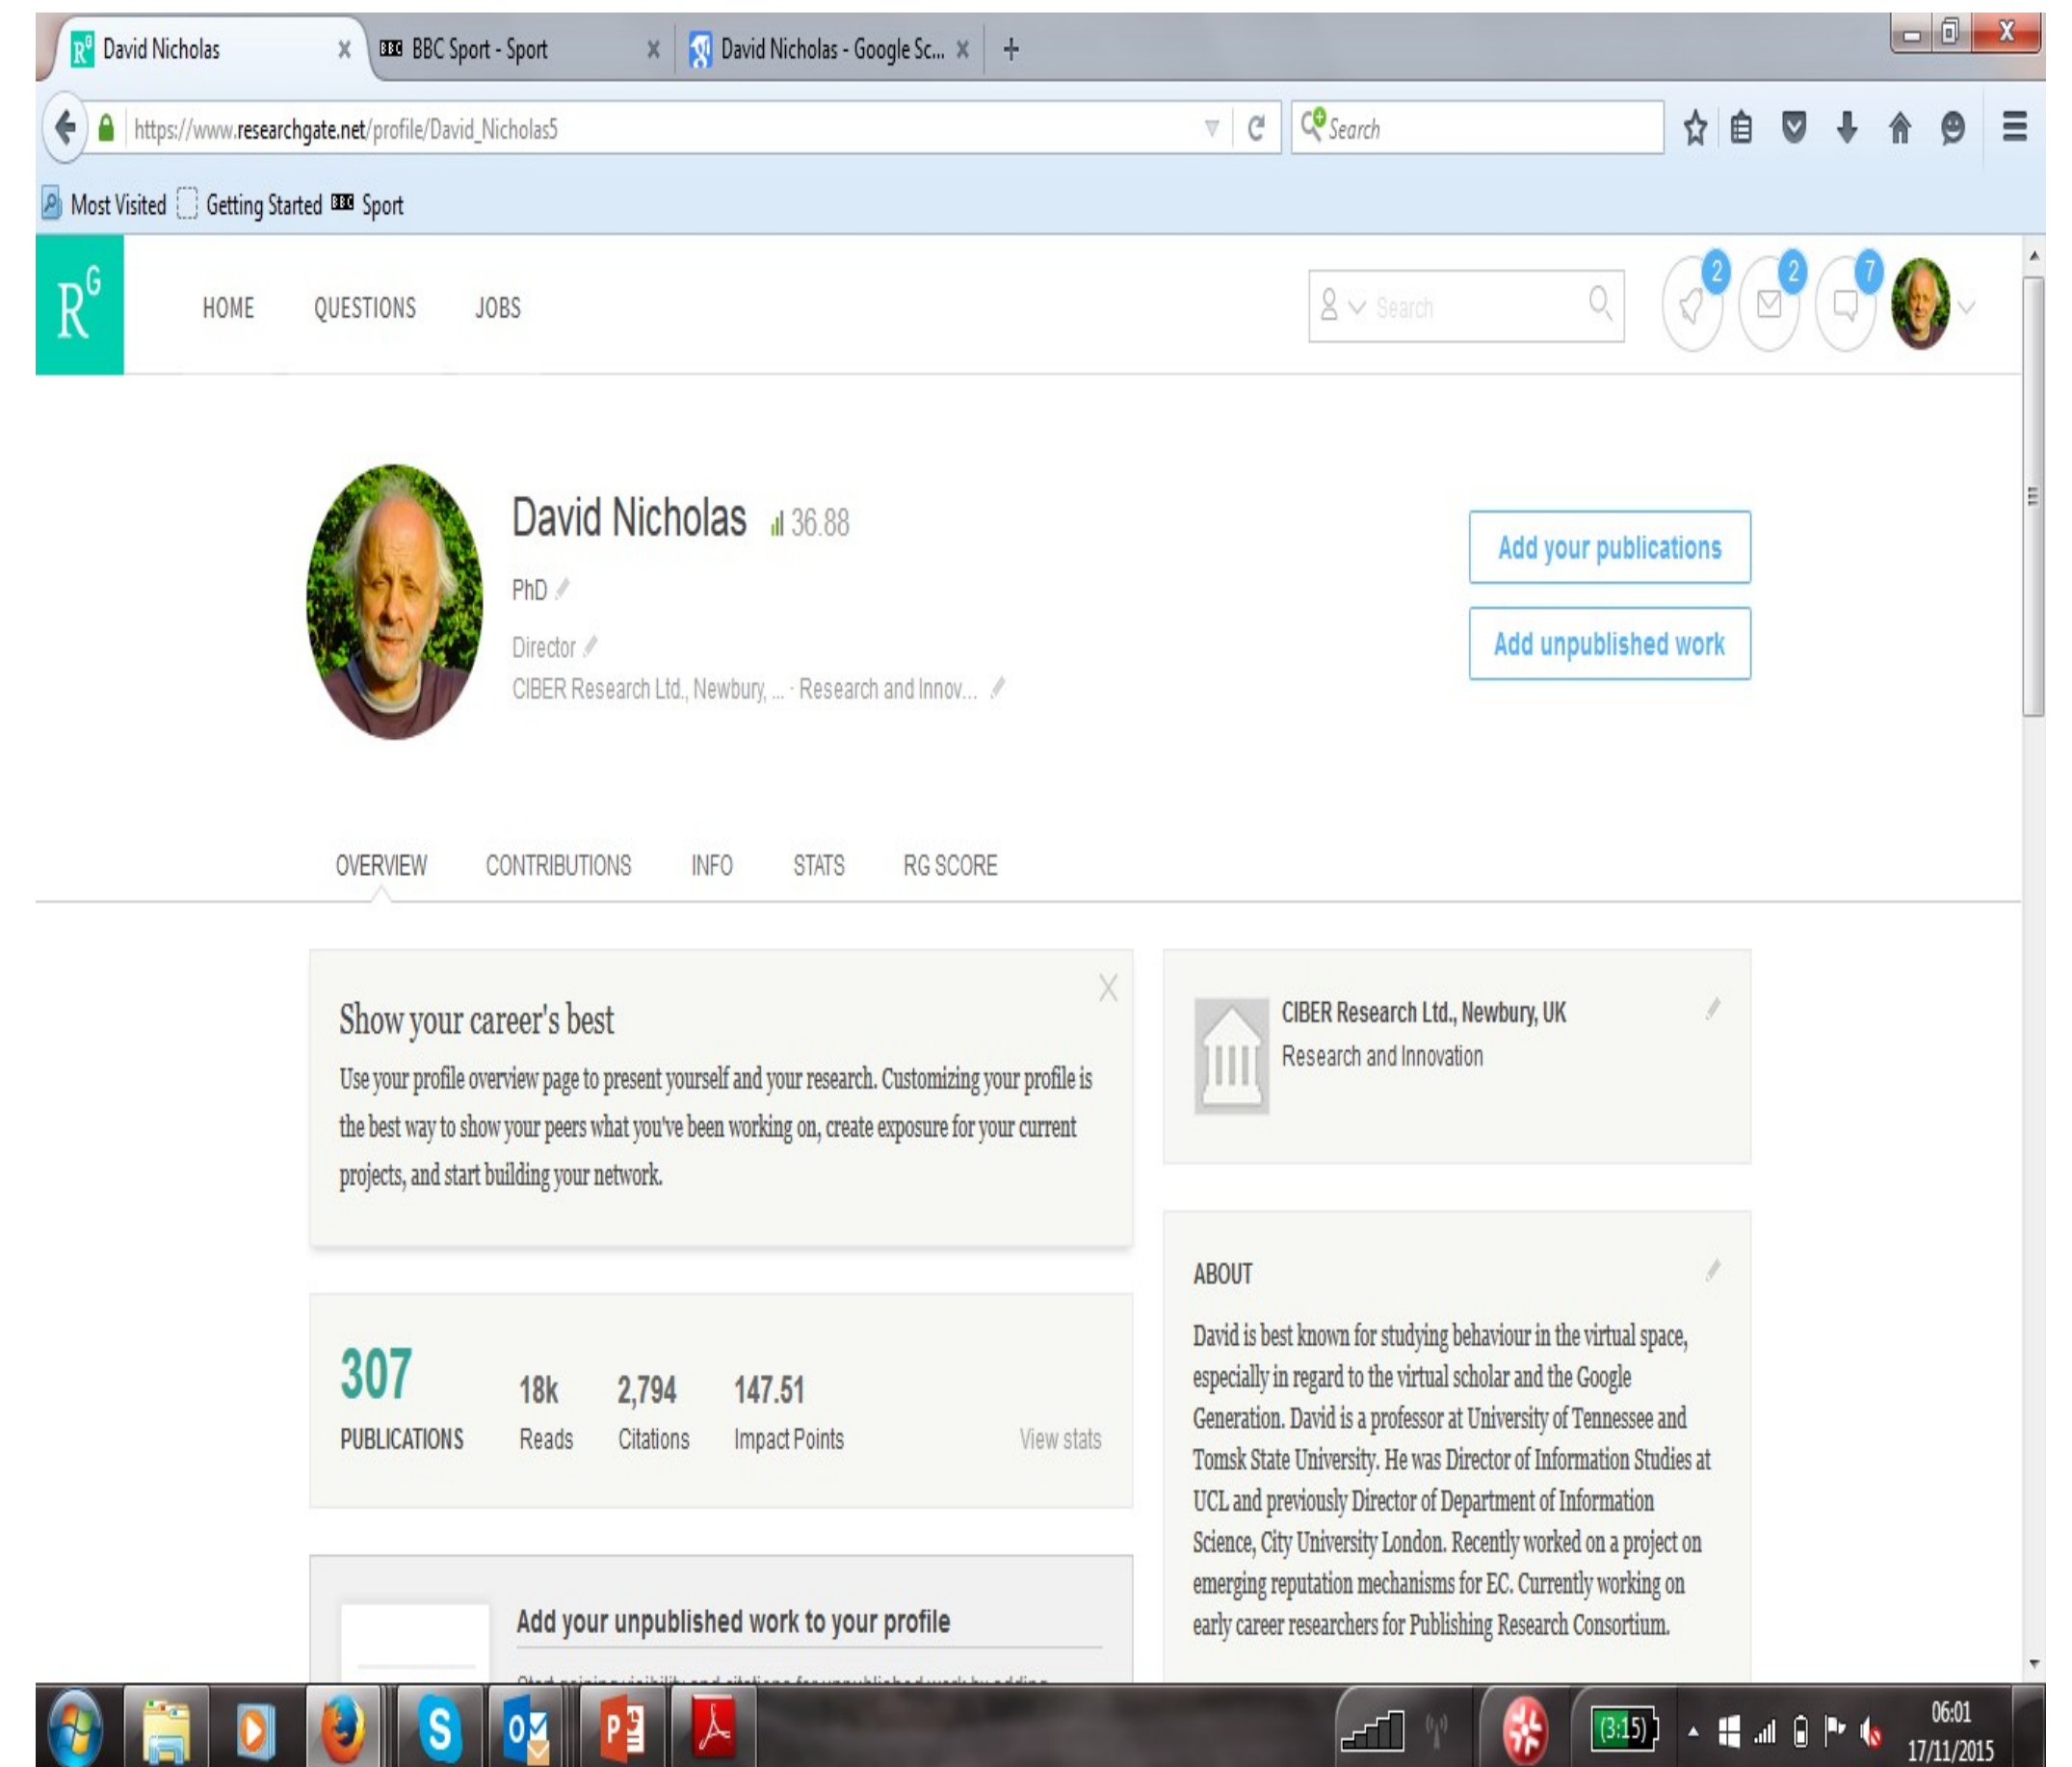 David Nicholas
BBC Sport - Sport
David Nicholas - Google Sc...
https://www.researchgate.net/profile/David_Nicholas5
Search
Most Visited
Getting Started
BBC Sport
RG
HOME
QUESTIONS
JOBS
Search
2
2
7
David Nicholas 36.88
PhD
Director
CIBER Research Ltd., Newbury, ... · Research and Innov...
Add your publications
Add unpublished work
OVERVIEW
CONTRIBUTIONS
INFO
STATS
RG SCORE
Show your career's best
Use your profile overview page to present yourself and your research. Customizing your profile is
the best way to show your peers what you've been working on, create exposure for your current
projects, and start building your network.
307
PUBLICATIONS
18k
Reads
2,794
Citations
147.51
Impact Points
View stats
Add your unpublished work to your profile
CIBER Research Ltd., Newbury, UK
Research and Innovation
ABOUT
David is best known for studying behaviour in the virtual space,
especially in regard to the virtual scholar and the Google
Generation. David is a professor at University of Tennessee and
Tomsk State University. He was Director of Information Studies at
UCL and previously Director of Department of Information
Science, City University London. Recently worked on a project on
emerging reputation mechanisms for EC. Currently working on
early career researchers for Publishing Research Consortium.
(3:15)
06:01
17/11/2015